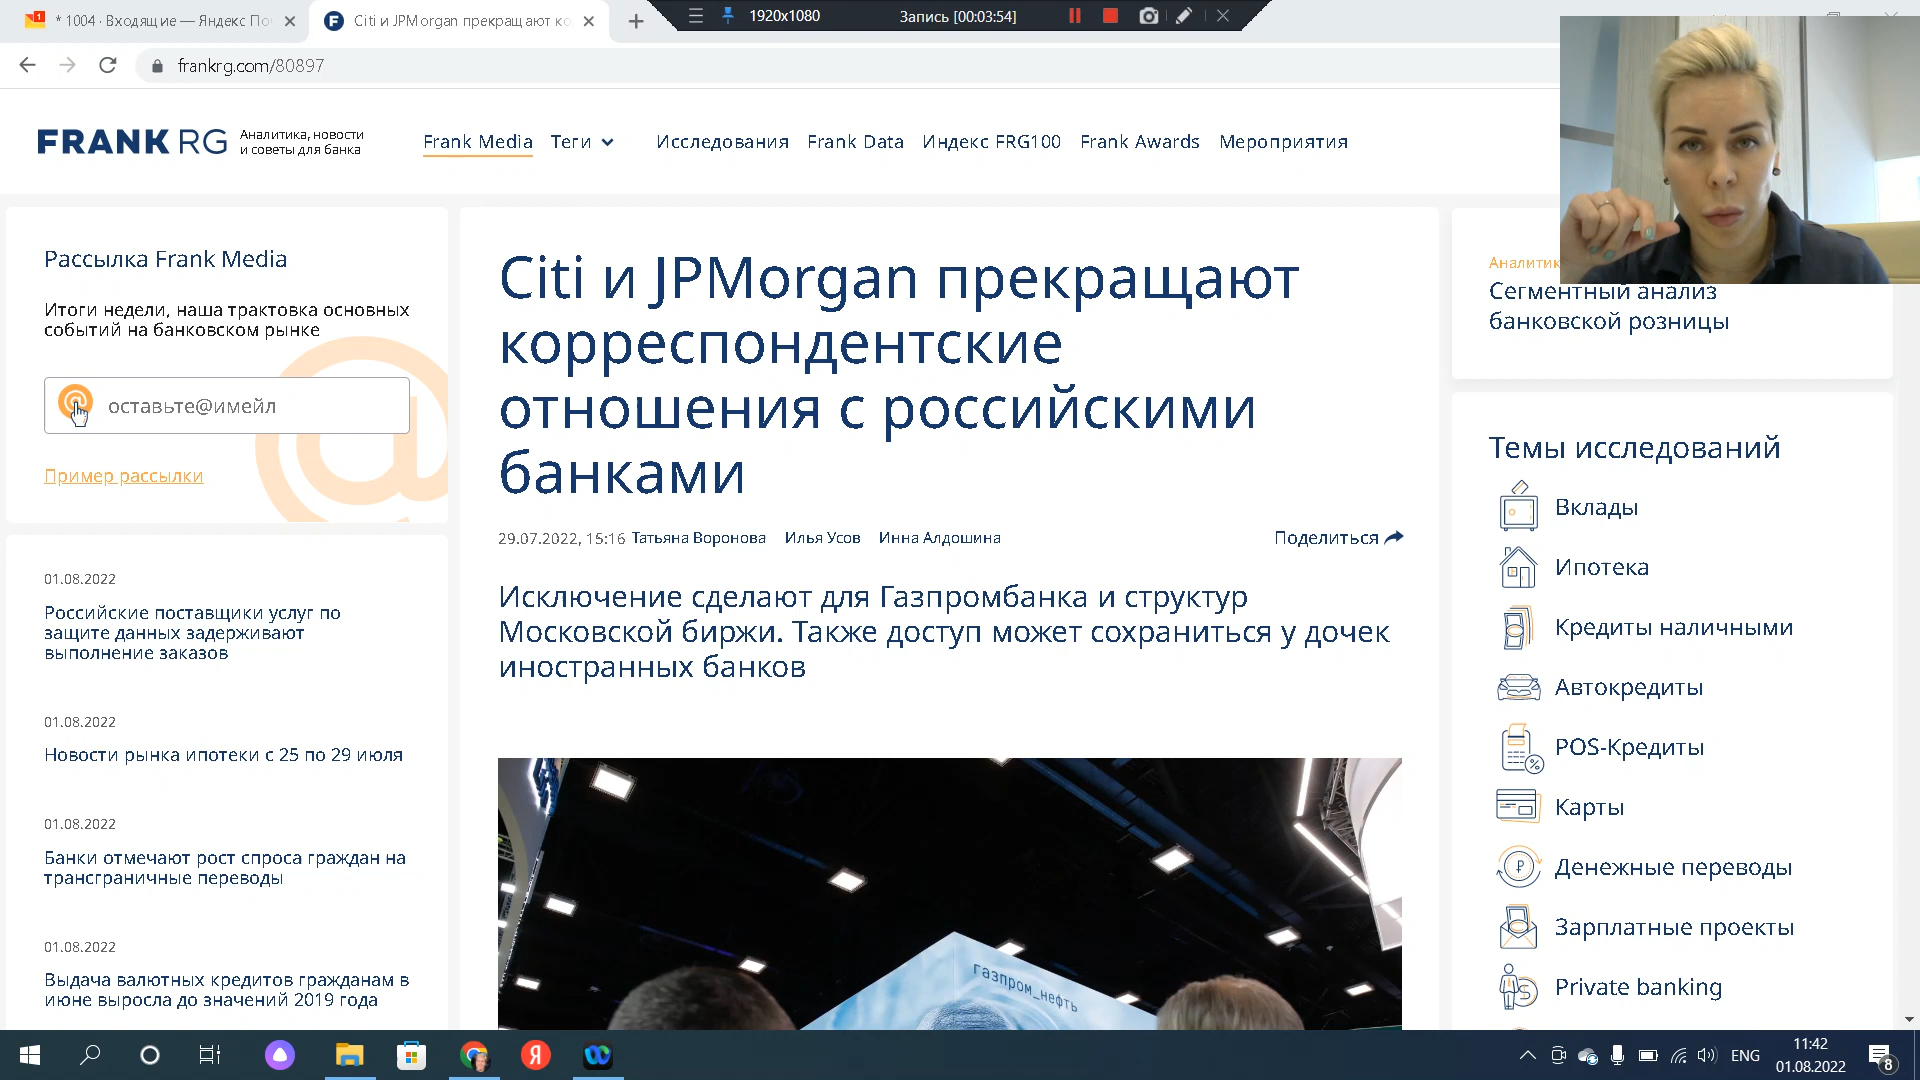 * 1004 · Входящие — Яндекс По
Citi и JPMorgan прекращают ко
1920x1080
Запись [00:03:54]
frankrg.com/80897
FRANK RG
Аналитика, новости
и советы для банка
Frank Media
Теги
Исследования
Frank Data
Индекс FRG100
Frank Awards
Мероприятия
Рассылка Frank Media
Итоги недели, наша трактовка основных
событий на банковском рынке
оставьте@имейл
Пример рассылки
01.08.2022
Российские поставщики услуг по
защите данных задерживают
выполнение заказов
01.08.2022
Новости рынка ипотеки с 25 по 29 июля
01.08.2022
Банки отмечают рост спроса граждан на
трансграничные переводы
01.08.2022
Выдача валютных кредитов гражданам в
июне выросла до значений 2019 года
Citi и JPMorgan прекращают
корреспондентские
отношения с российскими
банками
29.07.2022, 15:16 Татьяна Воронова Илья Усов Инна Алдошина
Поделиться
Исключение сделают для Газпромбанка и структур
Московской биржи. Также доступ может сохраниться у дочек
иностранных банков
газпром_нефть
Аналитик
Сегментный анализ
банковской розницы
Темы исследований
Вклады
Ипотека
Кредиты наличными
Автокредиты
POS-Кредиты
Карты
Денежные переводы
Зарплатные проекты
Private banking
ENG
11:42
01.08.2022
8